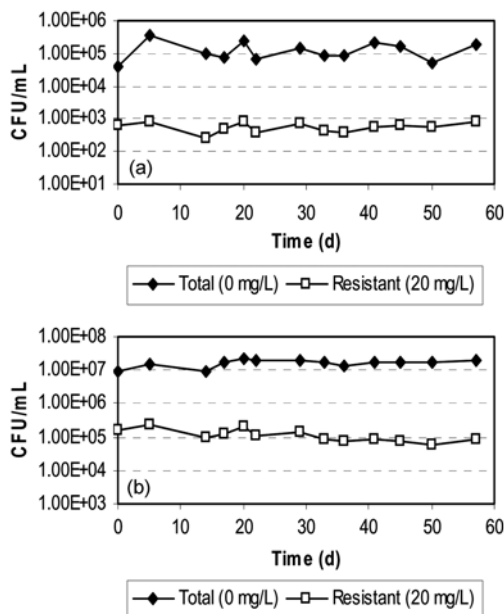 1.00E+06
1.00E+05
1.00E+04
1.00E+03
1.00E+02
1.00E+01
CFU/mL
(a)
0 10 20 30 40 50 60
Time (d)
Total (0 mg/L) Resistant (20 mg/L)
1.00E+08
1.00E+07
1.00E+06
1.00E+05
1.00E+04
1.00E+03
CFU/mL
(b)
0 10 20 30 40 50 60
Time (d)
Total (0 mg/L) Resistant (20 mg/L)